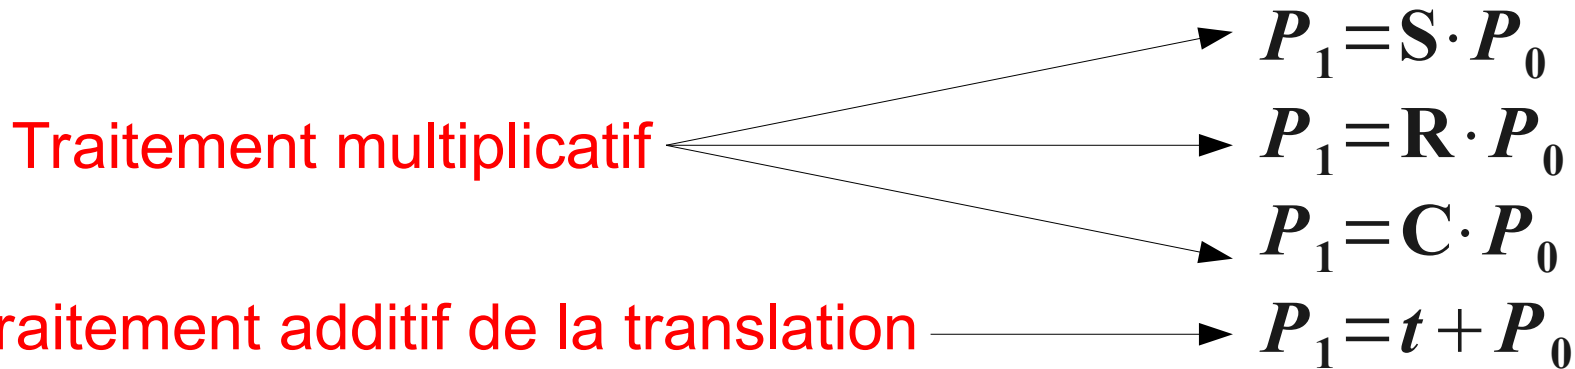 P₁=S·P₀
Traitement multiplicatif P₁=R·P₀
P₁=C·P₀
raitement additif de la translation P₁=t+P₀